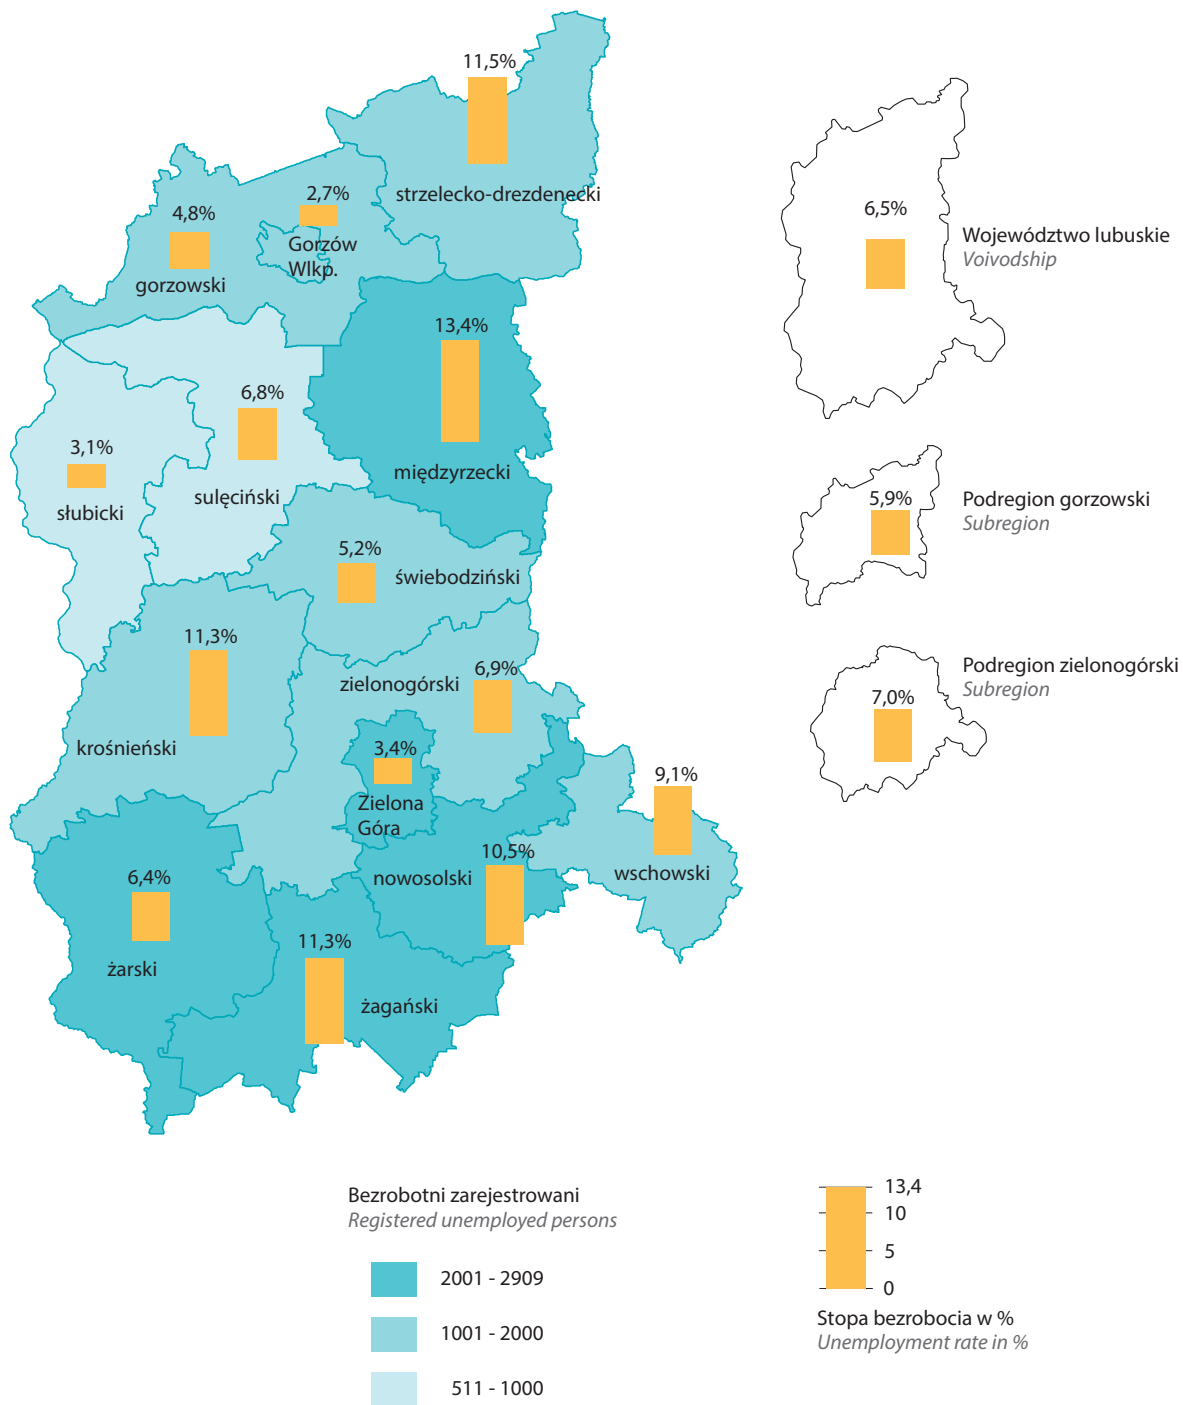 11,5%
strzelecko-drezdenecki
2,7%
Gorzów
Wlkp.
4,8%
gorzowski
13,4%
międzyrzecki
6,8%
sulęciński
3,1%
słubicki
5,2%
świebodziński
11,3%
krośnieński
6,9%
zielonogórski
3,4%
Zielona
Góra
9,1%
wschowski
10,5%
nowosolski
6,4%
żarski
11,3%
żagański
6,5%
Województwo lubuskie
Voivodship
5,9%
Podregion gorzowski
Subregion
7,0%
Podregion zielonogórski
Subregion
Bezrobotni zarejestrowani
Registered unemployed persons
2001 - 2909
1001 - 2000
511 - 1000
13,4
10
5
0
Stopa bezrobocia w %
Unemployment rate in %